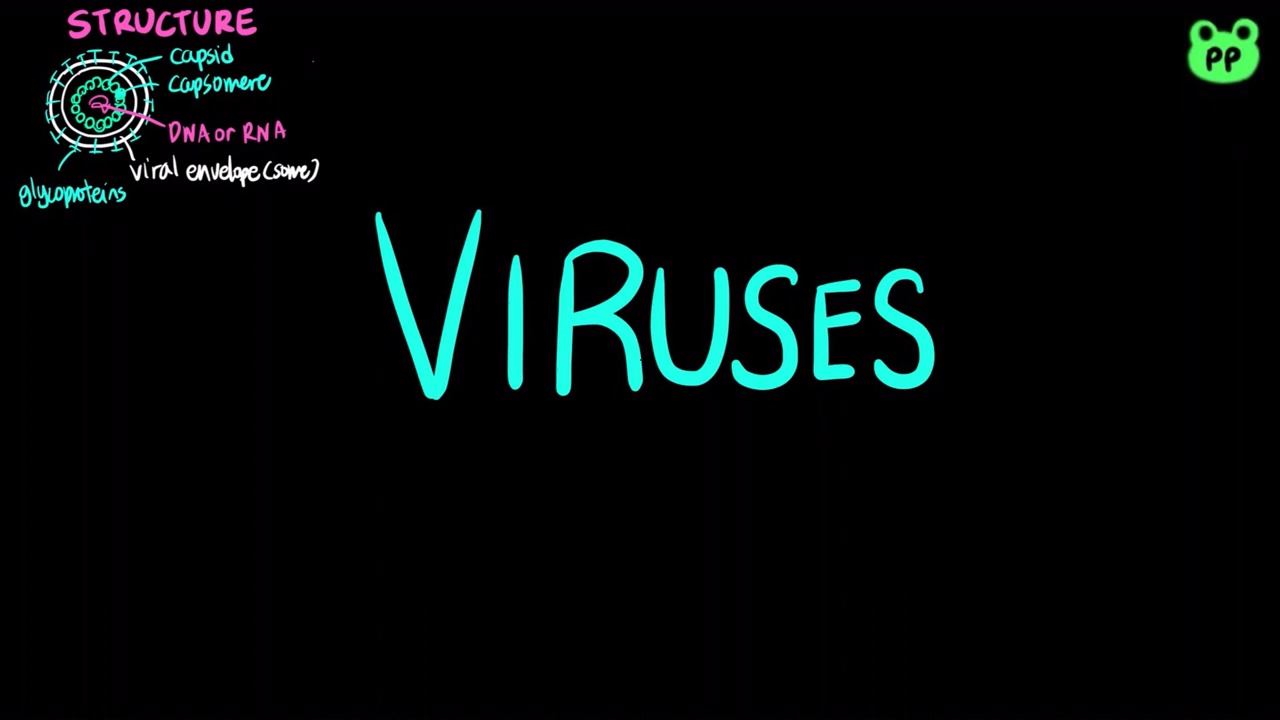 STRUCTURE
capsid
capsomere
DNA or RNA
viral envelope (some)
glycoproteins
VIRUSES
PP